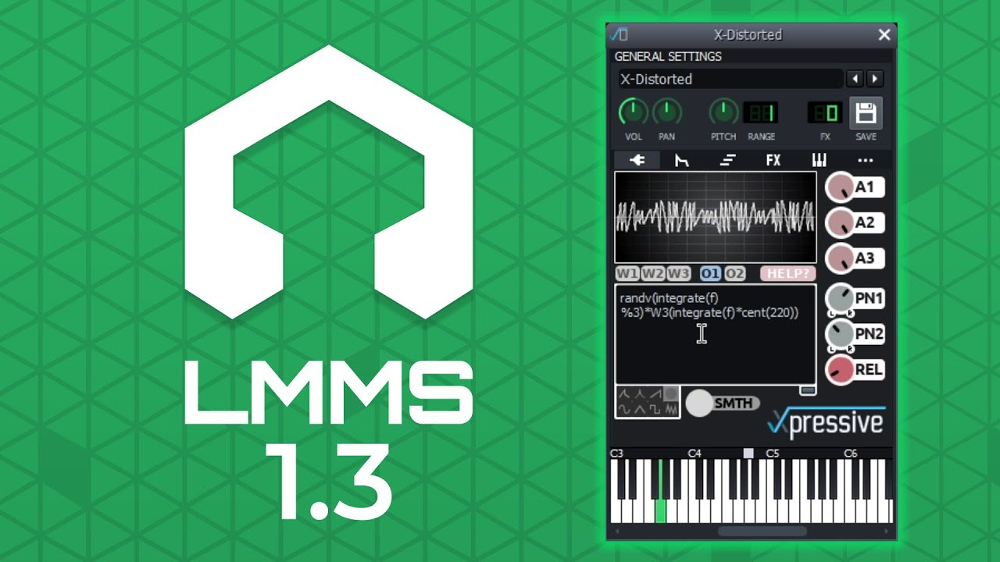 LMMS
1.3
X-Distorted
GENERAL SETTINGS
X-Distorted
VOL PAN PITCH RANGE FX SAVE
1 0
FX
A1
A2
A3
W1 W2 W3 O1 O2 HELP?
randv(integrate(f)
%3)*W3(integrate(f)*cent(220))
PN1
L R
PN2
L R
REL
SMTH
Xpressive
C3 C4 C5 C6